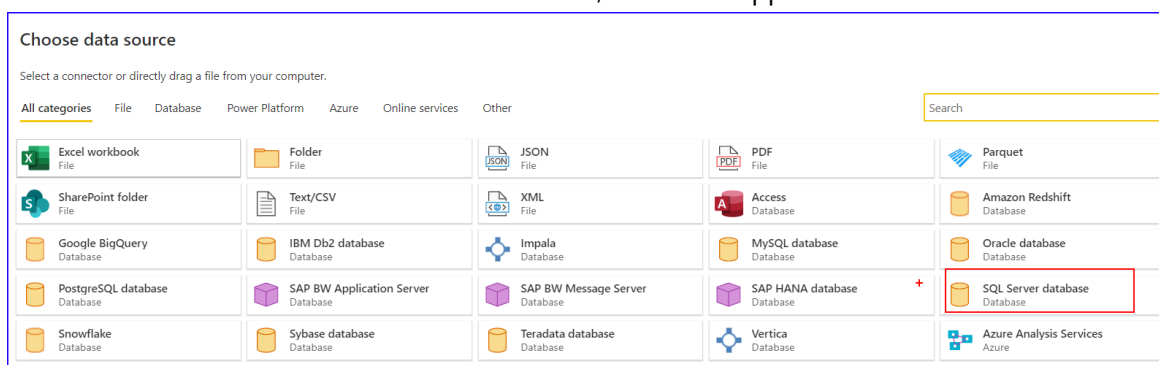 Choose data source
Select a connector or directly drag a file from your computer.
All categories File Database Power Platform Azure Online services Other Search
Excel workbook Folder JSON PDF Parquet
File File JSON File PDF File File
SharePoint folder Text/CSV XML Access Amazon Redshift
File File File Database Database
Google BigQuery IBM Db2 database Impala MySQL database Oracle database
Database Database Database Database Database
PostgreSQL database SAP BW Application Server SAP BW Message Server SAP HANA database SQL Server database
Database Database Database Database Database
Snowflake Sybase database Teradata database Vertica Azure Analysis Services
Database Database Database Database Azure